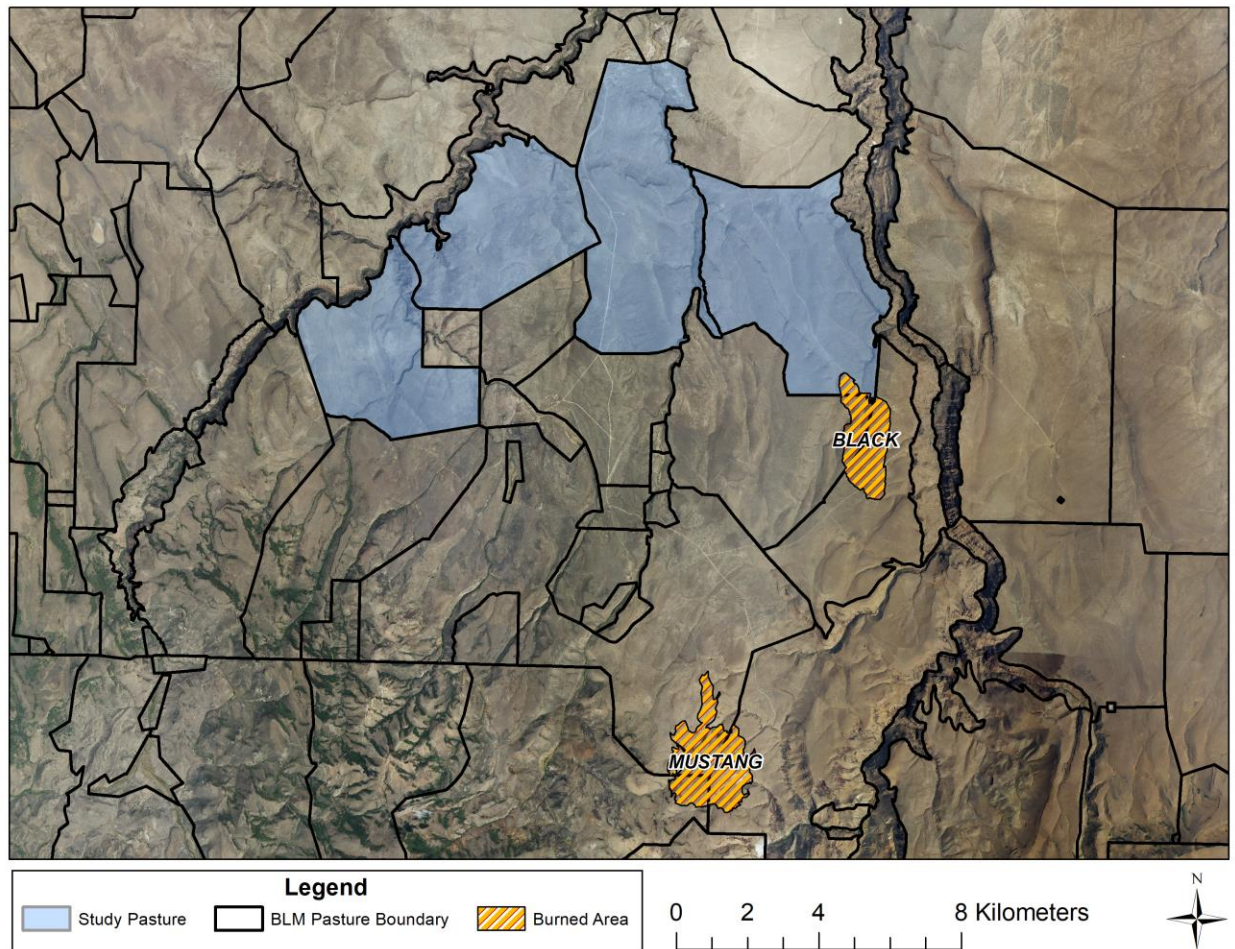 BLACK
MUSTANG
Legend
Study Pasture
BLM Pasture Boundary
Burned Area
0 2 4 8 Kilometers
N